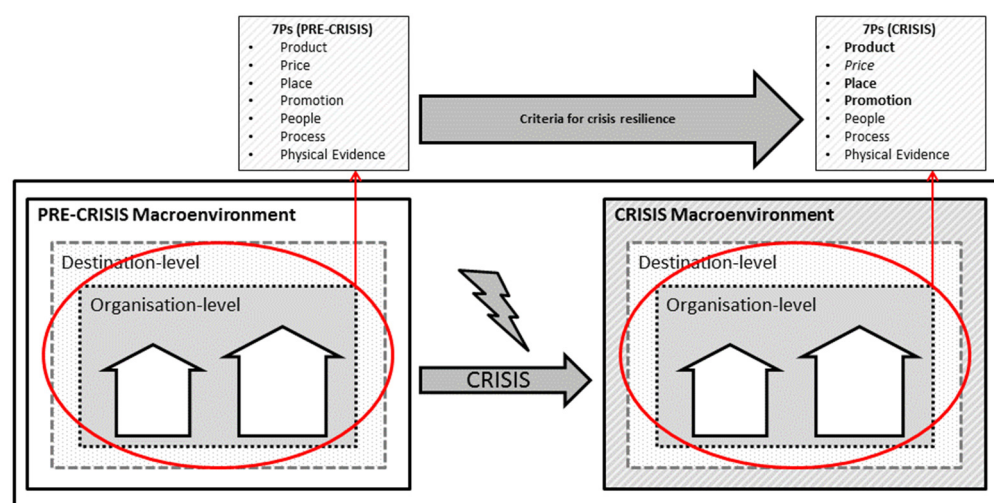 7Ps (PRE-CRISIS)
• Product
• Price
• Place
• Promotion
• People
• Process
• Physical Evidence
Criteria for crisis resilience
7Ps (CRISIS)
• Product
• Price
• Place
• Promotion
• People
• Process
• Physical Evidence
PRE-CRISIS Macroenvironment
Destination-level
Organisation-level
CRISIS
CRISIS Macroenvironment
Destination-level
Organisation-level